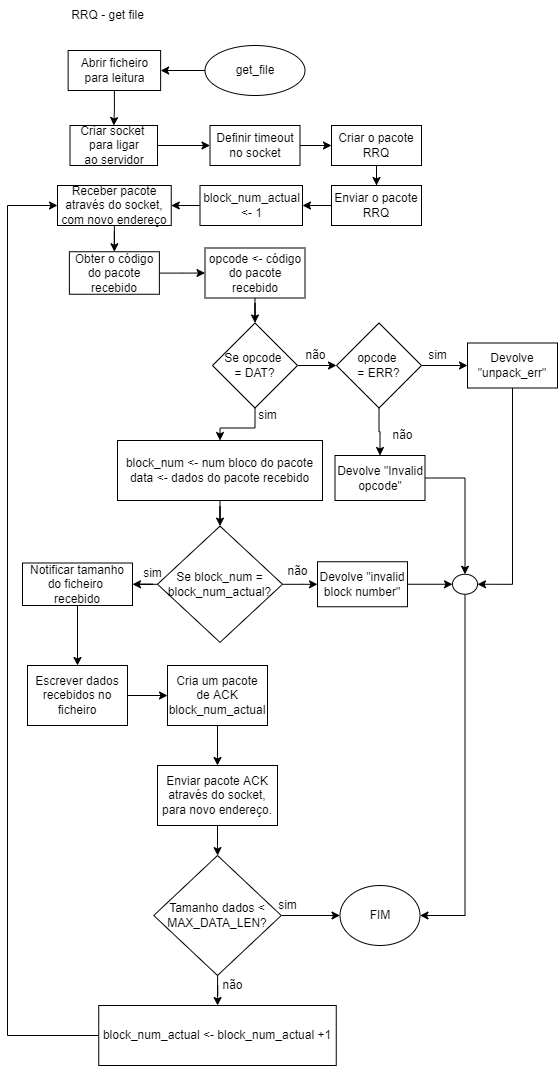 RRQ - get file
Abrir ficheiro
para leitura
get_file
Criar socket
para ligar
ao servidor
Definir timeout
no socket
Criar o pacote
RRQ
Receber pacote
através do socket,
com novo endereço
block_num_actual
<- 1
Enviar o pacote
RRQ
Obter o código
do pacote
recebido
opcode <- código
do pacote
recebido
Se opcode
= DAT?
não
opcode
= ERR?
sim
Devolve
"unpack_err"
sim
não
block_num <- num bloco do pacote
data <- dados do pacote recebido
Devolve "Invalid
opcode"
Notificar tamanho
do ficheiro
recebido
sim
Se block_num =
block_num_actual?
não
Devolve "invalid
block number"
Escrever dados
recebidos no
ficheiro
Cria um pacote
de ACK
block_num_actual
Enviar pacote ACK
através do socket,
para novo endereço.
Tamanho dados <
MAX_DATA_LEN?
sim
FIM
não
block_num_actual <- block_num_actual +1